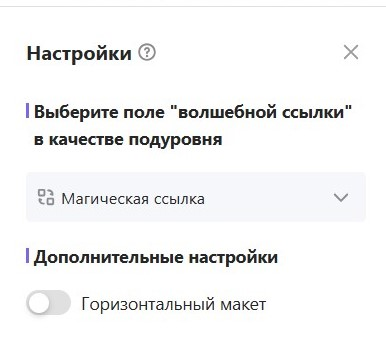 Настройки
Выберите поле "волшебной ссылки"
в качестве подуровня
Магическая ссылка
Дополнительные настройки
Горизонтальный макет